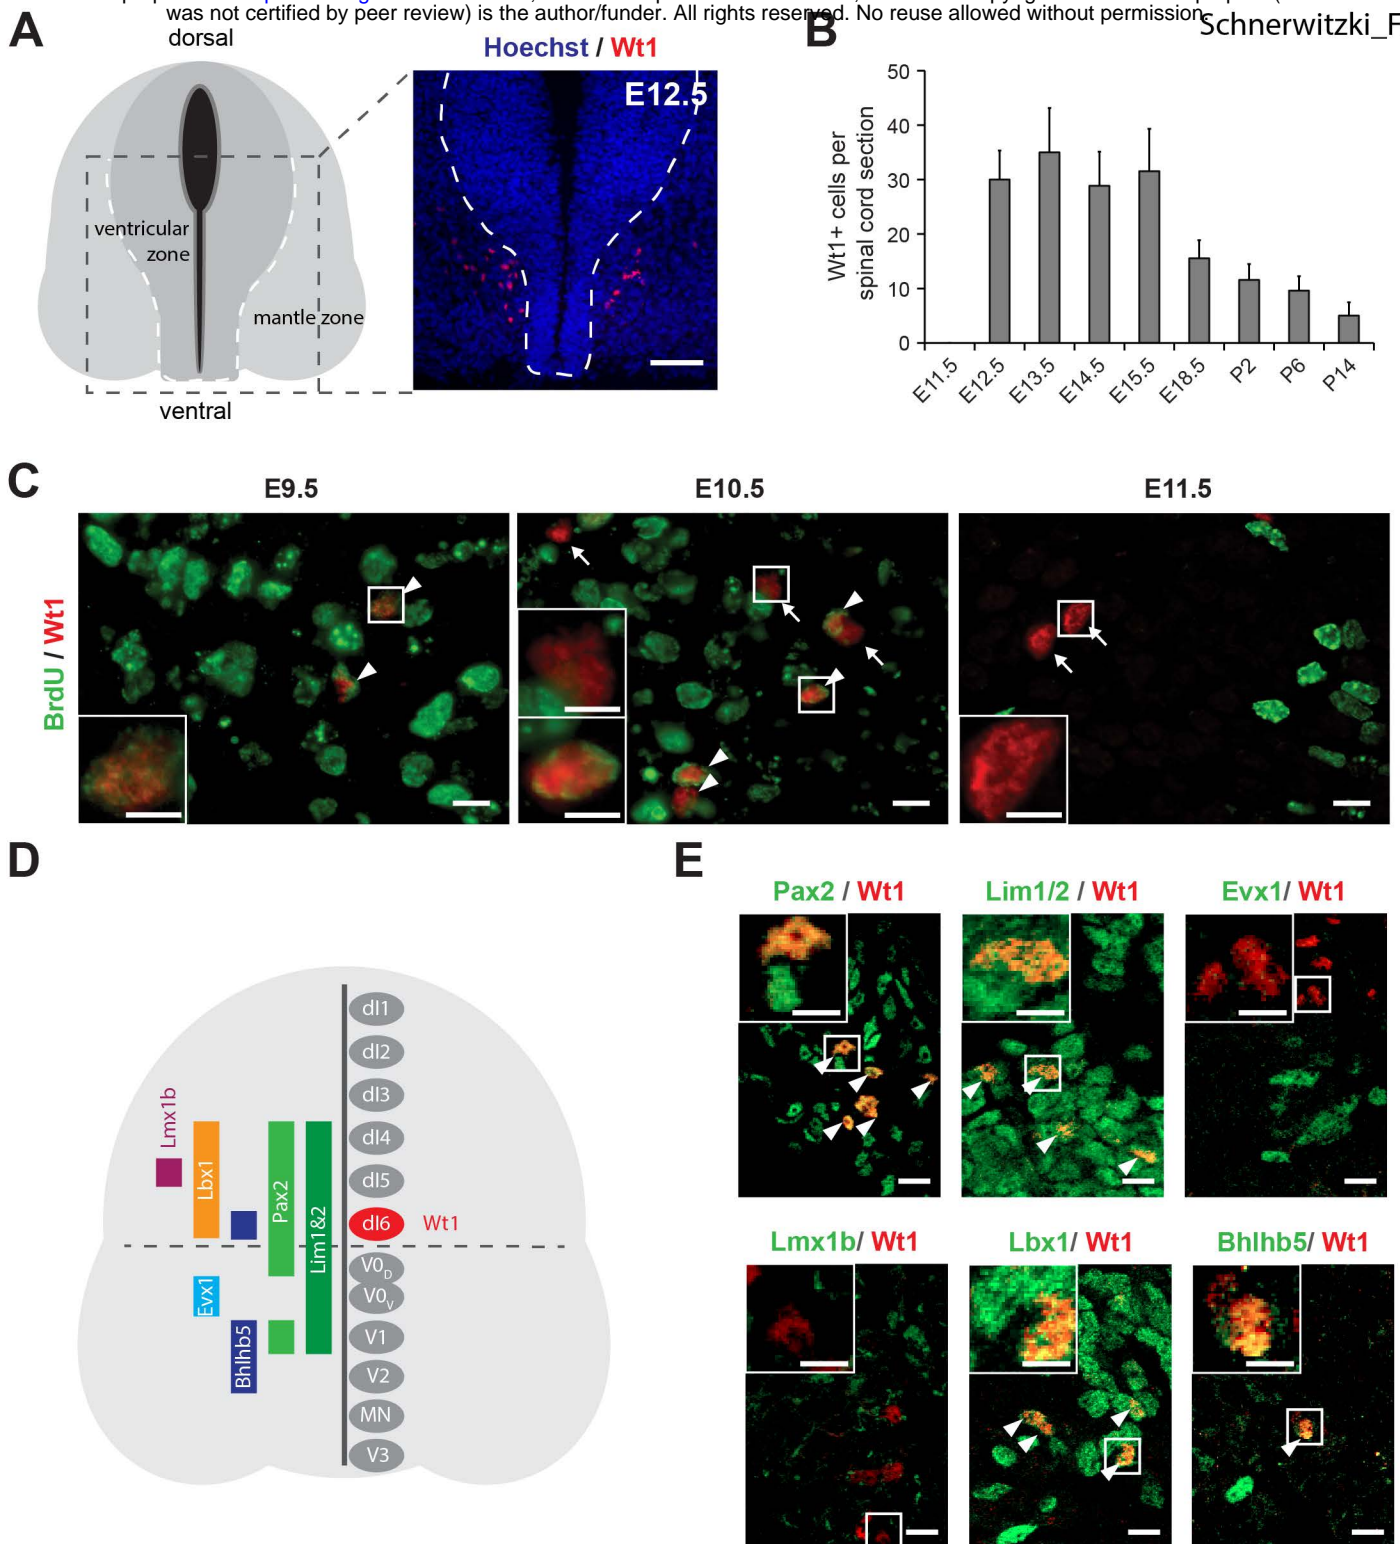 was not certified by peer review) is the author/funder. All rights reserved. No reuse allowed without permission.
Schnerwitzki_F
A
dorsal
Hoechst / Wt1
E12.5
ventricular
zone
mantle zone
ventral
B
Wt1+ cells per
spinal cord section
50
40
30
20
10
0
E11.5
E12.5
E13.5
E14.5
E15.5
E18.5
P2
P6
P14
C
BrdU / Wt1
E9.5
E10.5
E11.5
D
dI1
dI2
dI3
dI4
dI5
dI6
Wt1
V0D
V0V
V1
V2
MN
V3
Lmx1b
Lbx1
Pax2
Lim1&2
Evx1
Bhlhb5
E
Pax2 / Wt1
Lim1/2 / Wt1
Evx1/ Wt1
Lmx1b/ Wt1
Lbx1/ Wt1
Bhlhb5/ Wt1